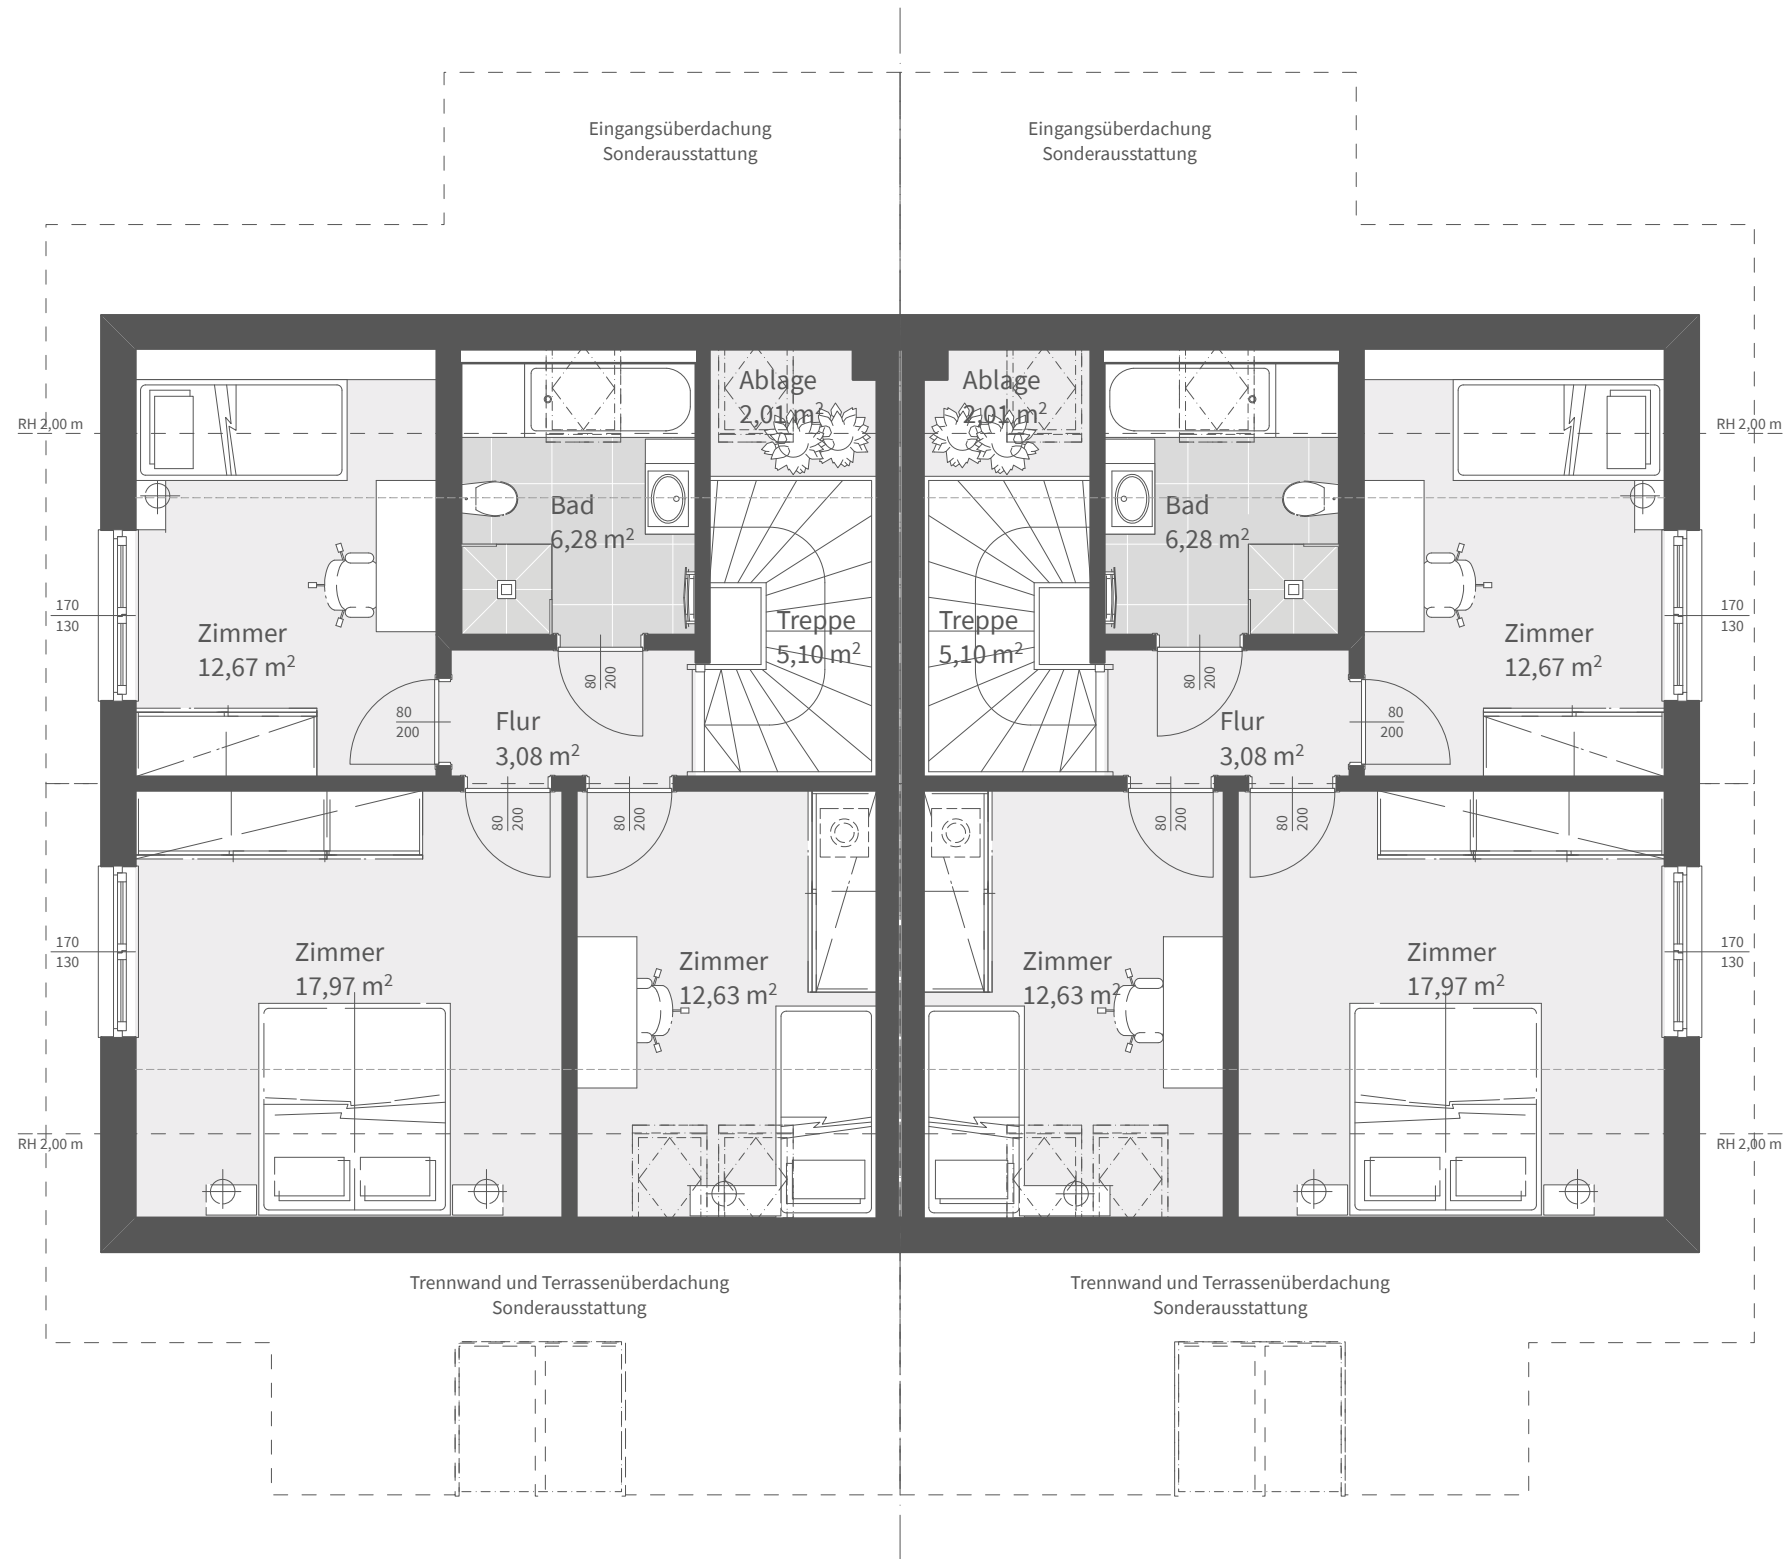 Eingangsüberdachung
Sonderausstattung
Eingangsüberdachung
Sonderausstattung
RH 2,00 m
Ablage
2,01 m²
Ablage
2,01 m²
RH 2,00 m
Bad
6,28 m²
Bad
6,28 m²
170
130
Zimmer
12,67 m²
Treppe
5,10 m²
Treppe
5,10 m²
Zimmer
12,67 m²
170
130
80
200
80
200
80
200
Flur
3,08 m²
Flur
3,08 m²
80
200
80
200
80
200
80
200
80
200
170
130
Zimmer
17,97 m²
Zimmer
12,63 m²
Zimmer
12,63 m²
Zimmer
17,97 m²
170
130
RH 2,00 m
RH 2,00 m
Trennwand und Terrassenüberdachung
Sonderausstattung
Trennwand und Terrassenüberdachung
Sonderausstattung